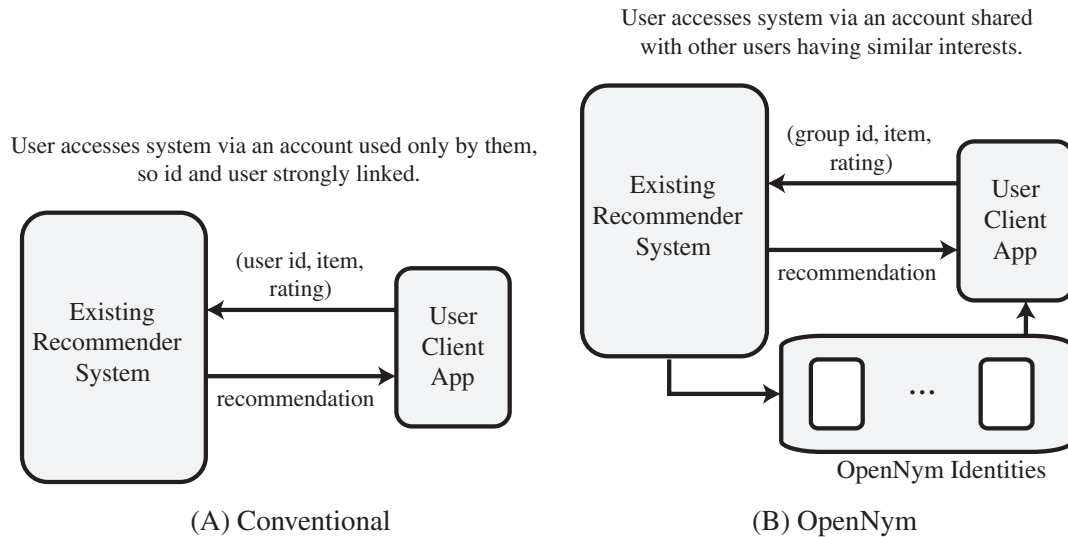 User accesses system via an account used only by them,
so id and user strongly linked.
Existing
Recommender
System
(user id, item,
rating)
recommendation
User
Client
App
(A) Conventional
User accesses system via an account shared
with other users having similar interests.
Existing
Recommender
System
(group id, item,
rating)
recommendation
User
Client
App
...
OpenNym Identities
(B) OpenNym